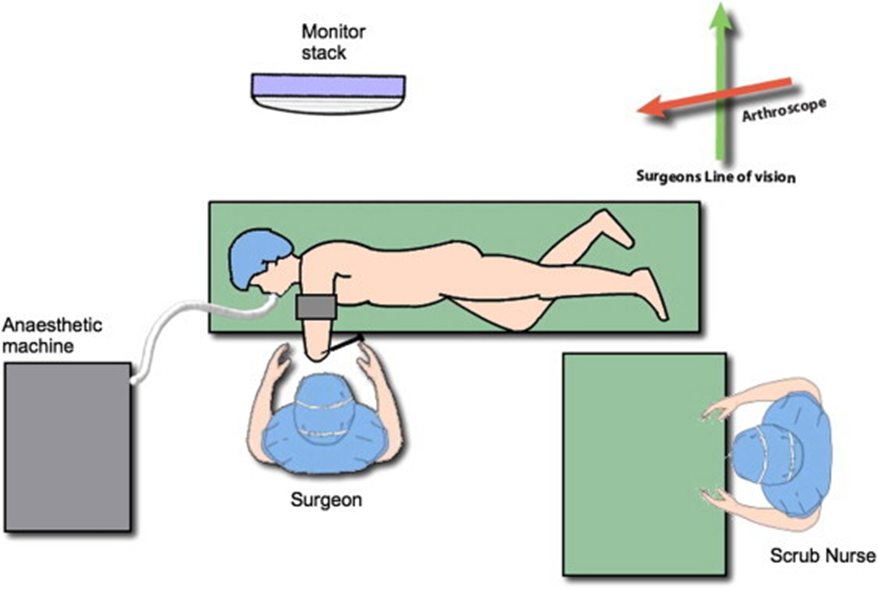 Monitor
stack
Arthroscope
Surgeons Line of vision
Anaesthetic
machine
Surgeon
Scrub Nurse